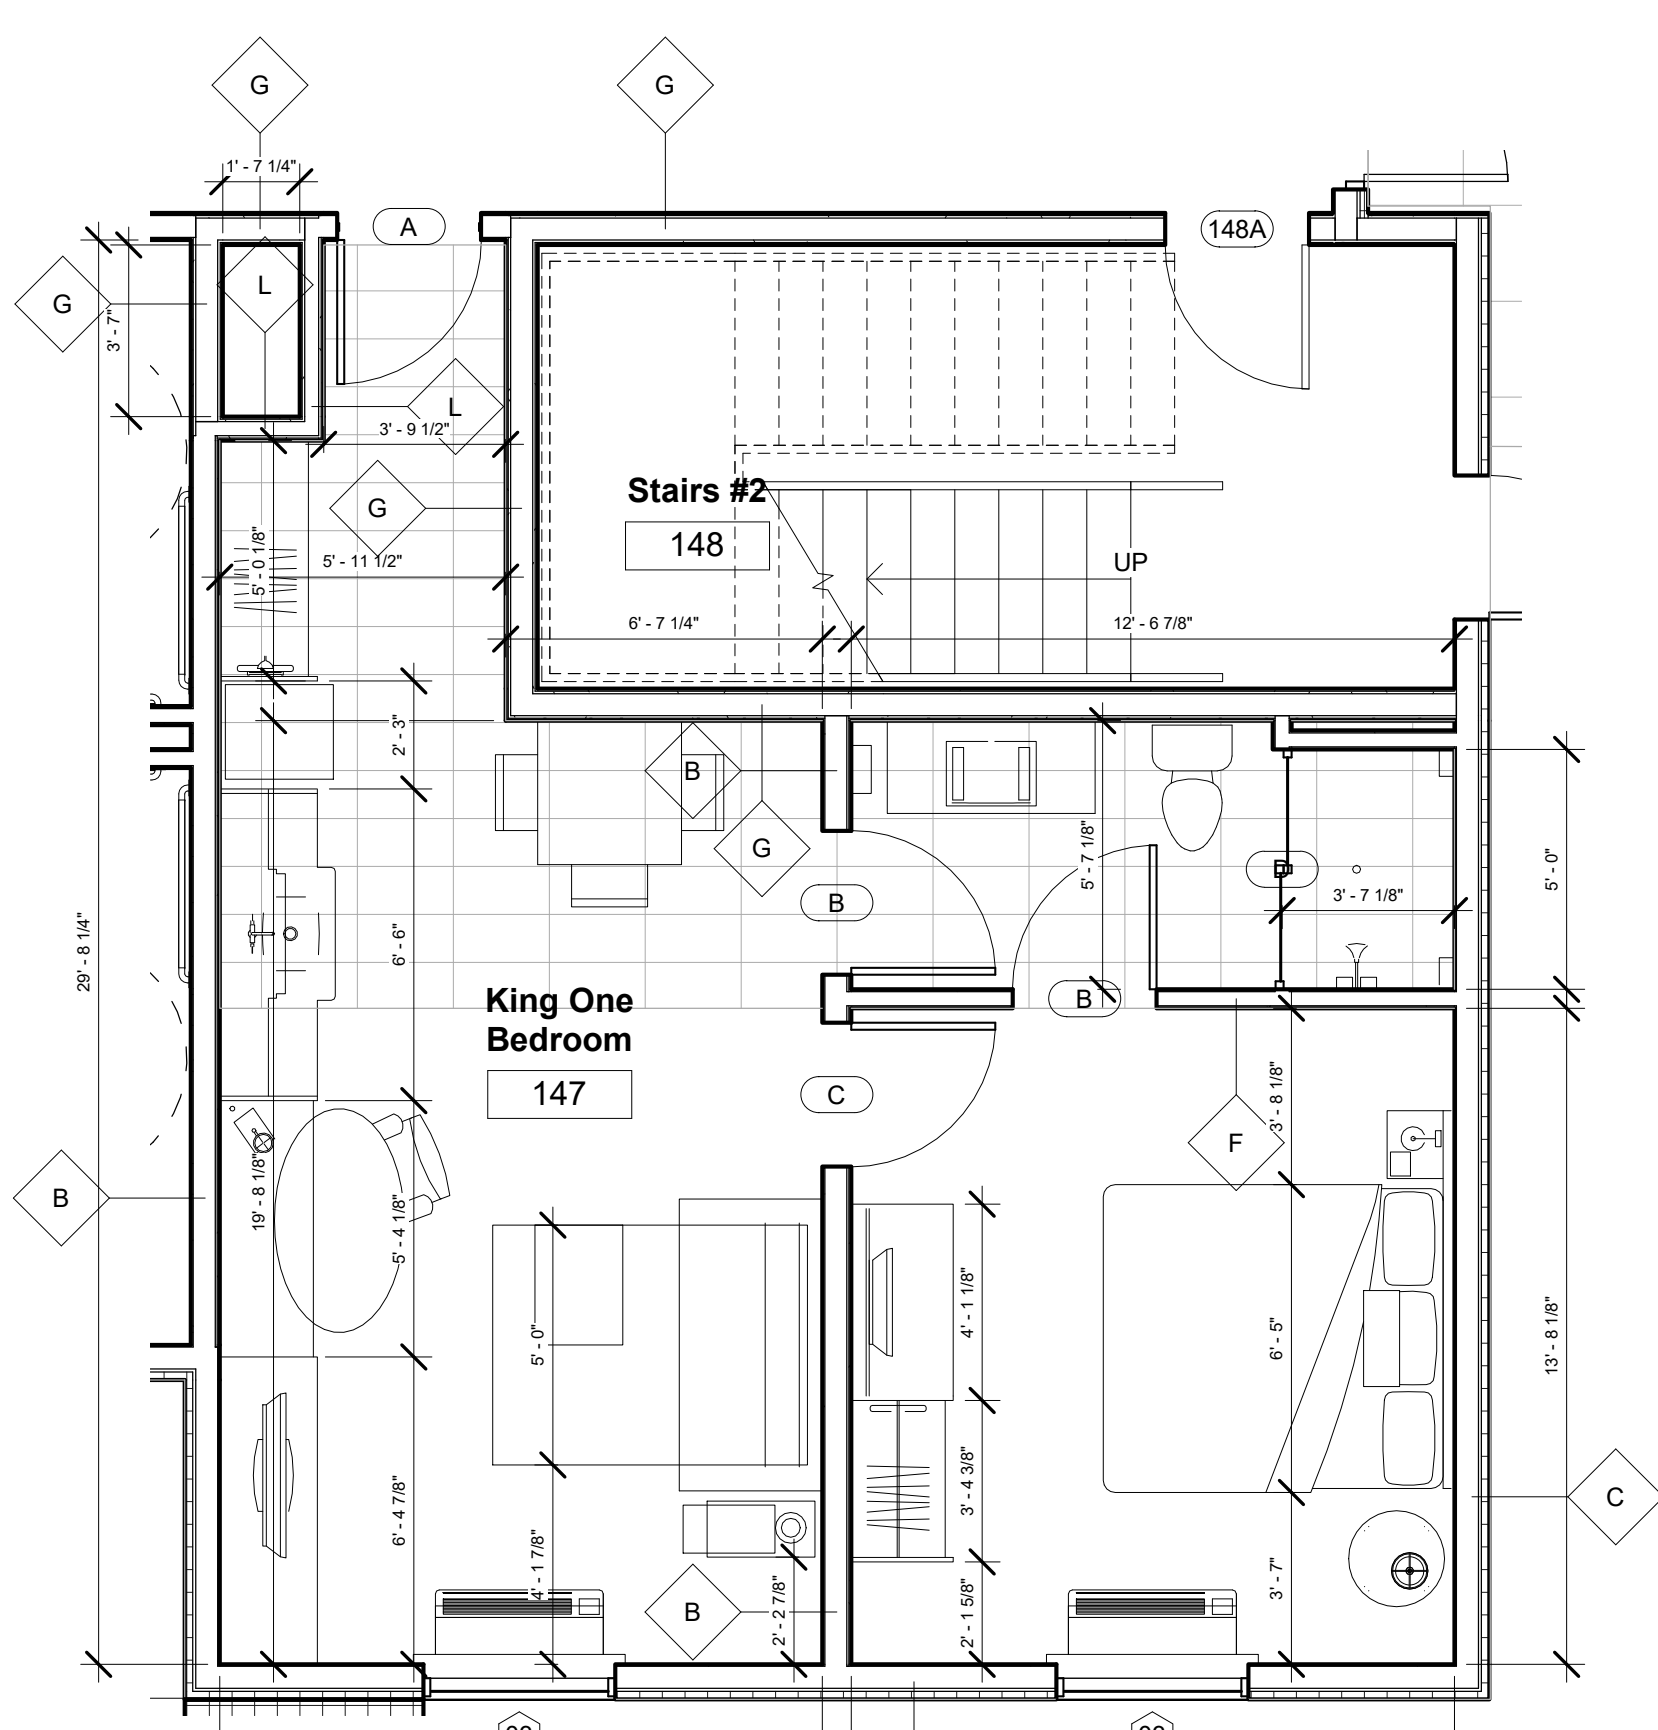 G
G
1' - 7 1/4"
A
148A
G
L
3' - 7"
L
3' - 9 1/2"
Stairs #2
G
148
5' - 0 1/8"
5' - 11 1/2"
UP
6' - 7 1/4"
12' - 6 7/8"
2' - 3"
B
G
5' - 7 1/8"
5' - 0"
3' - 7 1/8"
B
29' - 8 1/4"
6' - 6"
King One
Bedroom
B
147
C
3' - 8 1/8"
F
B
19' - 8 1/8"
5' - 4 1/8"
4' - 1 1/8"
5' - 0"
6' - 5"
13' - 8 1/8"
6' - 4 7/8"
3' - 4 3/8"
C
4' - 1 7/8"
B
2' - 2 7/8"
2' - 1 5/8"
3' - 7"